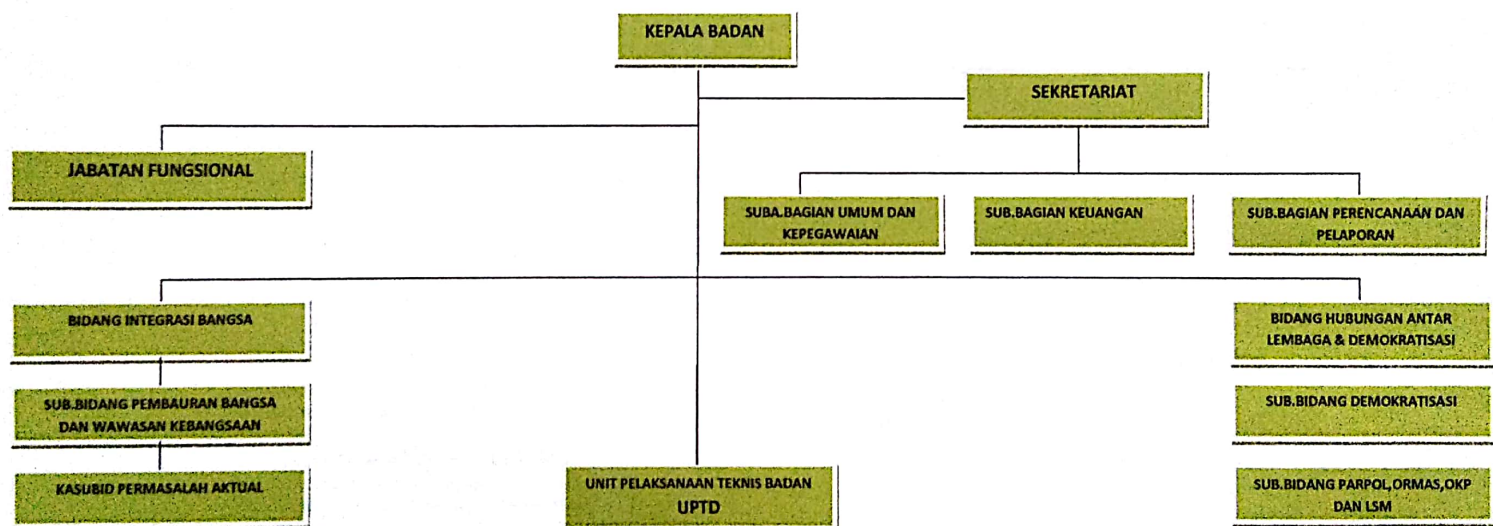 KEPALA BADAN
SEKRETARIAT
JABATAN FUNGSIONAL
SUBA.BAGIAN UMUM DAN
KEPEGAWAIAN
SUB.BAGIAN KEUANGAN
SUB.BAGIAN PERENCANAAN DAN
PELAPORAN
BIDANG INTEGRASI BANGSA
BIDANG HUBUNGAN ANTAR
LEMBAGA & DEMOKRATISASI
SUB.BIDANG PEMBAURAN BANGSA
DAN WAWASAN KEBANGSAAN
SUB.BIDANG DEMOKRATISASI
KASUBID PERMASALAH AKTUAL
UNIT PELAKSANAAN TEKNIS BADAN
UPTD
SUB.BIDANG PARPOL,ORMAS,OKP
DAN LSM